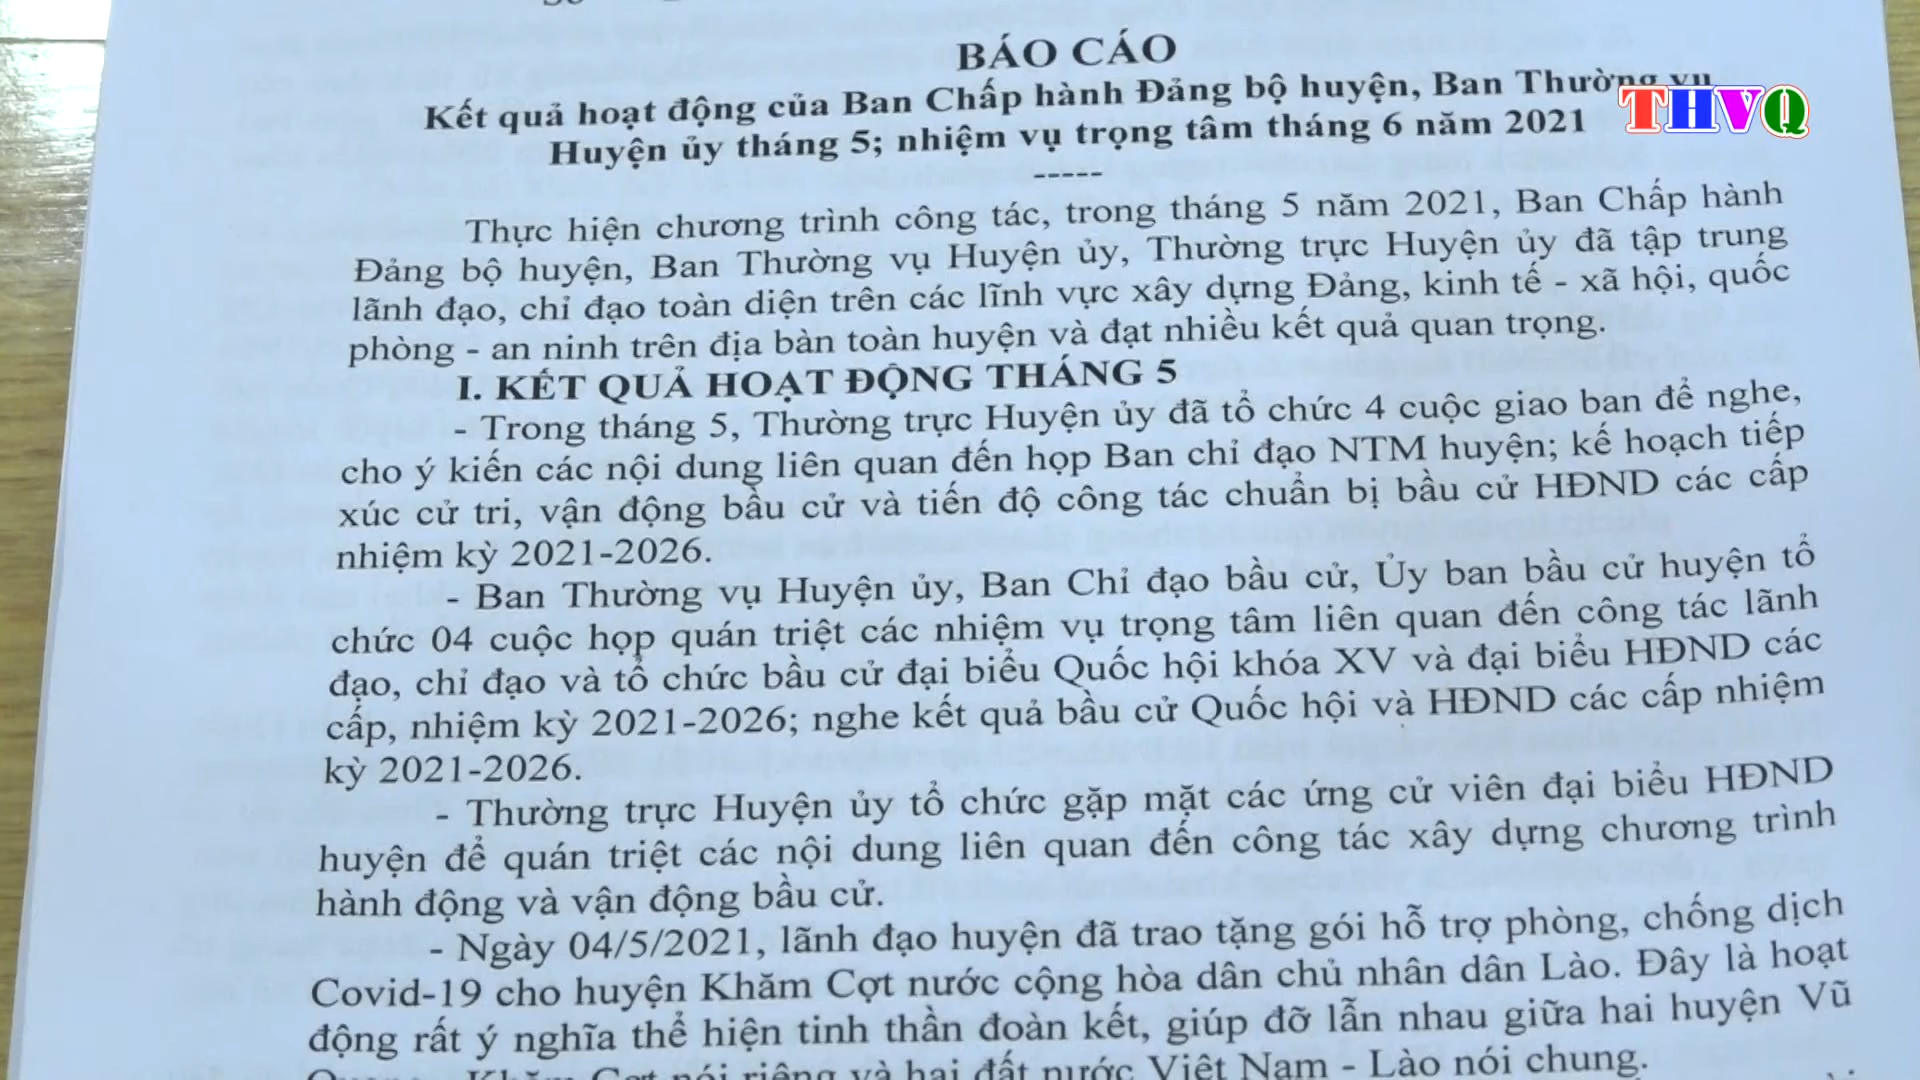 BÁO CÁO
Kết quả hoạt động của Ban Chấp hành Đảng bộ huyện, Ban Thường vụ
THVQ
Huyện ủy tháng 5; nhiệm vụ trọng tâm tháng 6 năm 2021
-----
Thực hiện chương trình công tác, trong tháng 5 năm 2021, Ban Chấp hành
Đảng bộ huyện, Ban Thường vụ Huyện ủy, Thường trực Huyện ủy đã tập trung
lãnh đạo, chỉ đạo toàn diện trên các lĩnh vực xây dựng Đảng, kinh tế - xã hội, quốc
phòng - an ninh trên địa bàn toàn huyện và đạt nhiều kết quả quan trọng.
I. KẾT QUẢ HOẠT ĐỘNG THÁNG 5
- Trong tháng 5, Thường trực Huyện ủy đã tổ chức 4 cuộc giao ban để nghe,
cho ý kiến các nội dung liên quan đến họp Ban chỉ đạo NTM huyện; kế hoạch tiếp
xúc cử tri, vận động bầu cử và tiến độ công tác chuẩn bị bầu cử HĐND các cấp
nhiệm kỳ 2021-2026.
- Ban Thường vụ Huyện ủy, Ban Chỉ đạo bầu cử, Ủy ban bầu cử huyện tổ
chức 04 cuộc họp quán triệt các nhiệm vụ trọng tâm liên quan đến công tác lãnh
đạo, chỉ đạo và tổ chức bầu cử đại biểu Quốc hội khóa XV và đại biểu HĐND các
cấp, nhiệm kỳ 2021-2026; nghe kết quả bầu cử Quốc hội và HĐND các cấp nhiệm
kỳ 2021-2026.
- Thường trực Huyện ủy tổ chức gặp mặt các ứng cử viên đại biểu HĐND
huyện để quán triệt các nội dung liên quan đến công tác xây dựng chương trình
hành động và vận động bầu cử.
- Ngày 04/5/2021, lãnh đạo huyện đã trao tặng gói hỗ trợ phòng, chống dịch
Covid-19 cho huyện Khăm Cợt nước cộng hòa dân chủ nhân dân Lào. Đây là hoạt
động rất ý nghĩa thể hiện tinh thần đoàn kết, giúp đỡ lẫn nhau giữa hai huyện Vũ
Quang - Khăm Cợt nói riêng và hai đất nước Việt Nam - Lào nói chung.